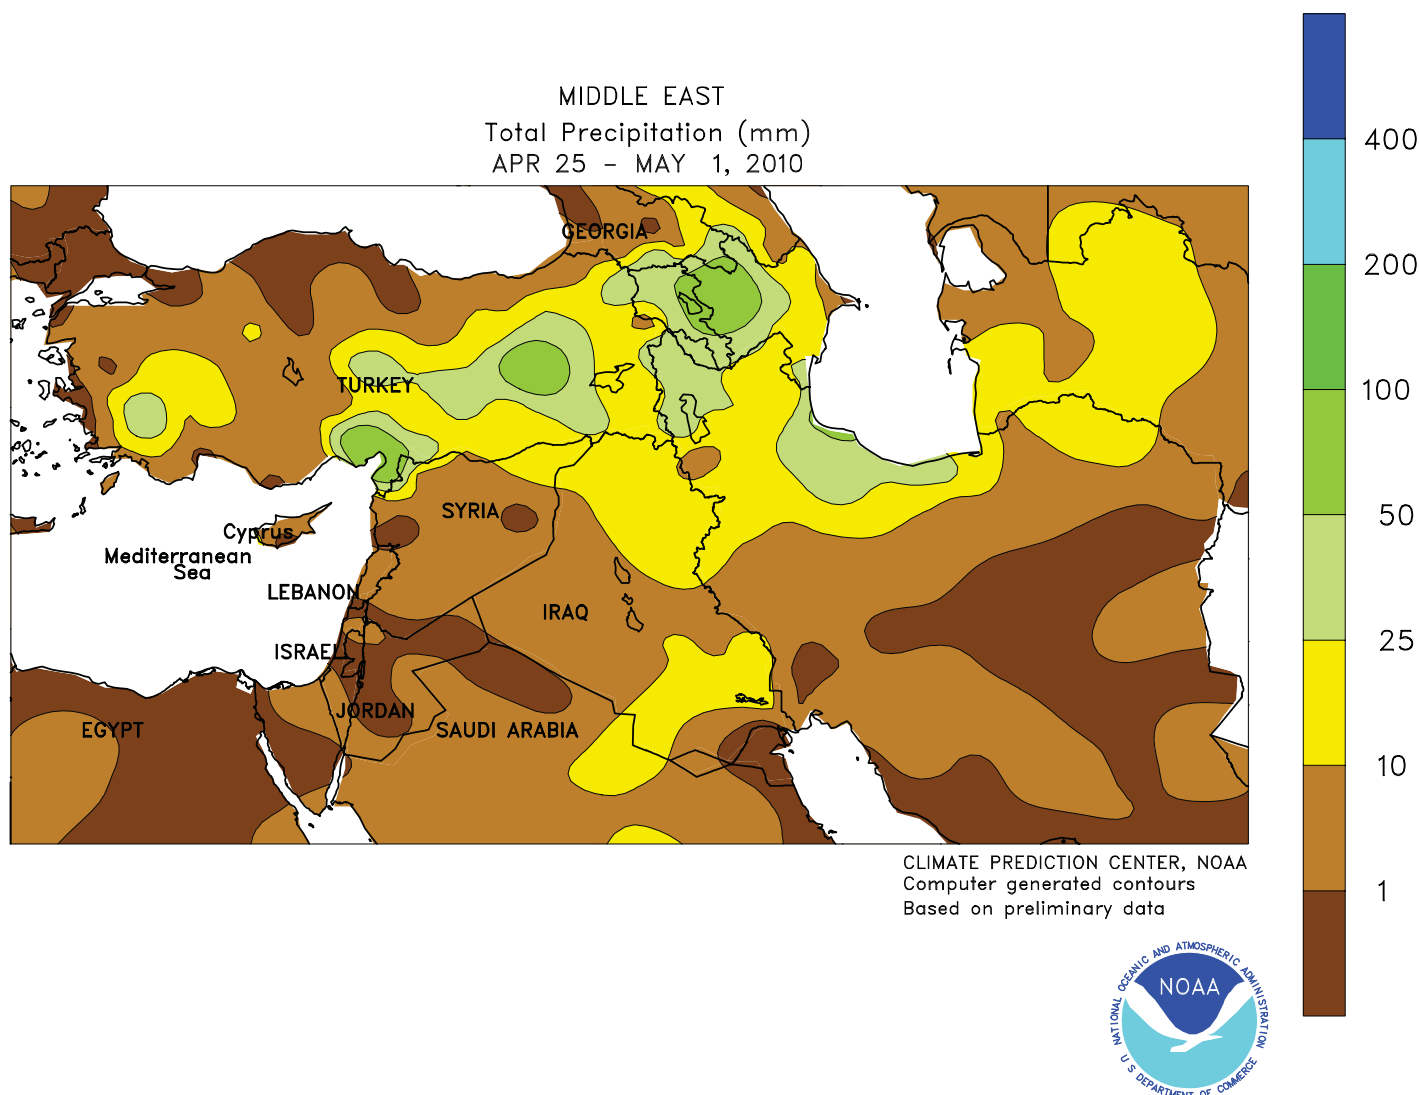 MIDDLE EAST
Total Precipitation (mm)
APR 25 - MAY 1, 2010
400
200
100
50
25
10
1
GEORGIA
TURKEY
SYRIA
Cyprus
Mediterranean
Sea
LEBANON
IRAQ
ISRAEL
JORDAN
EGYPT
SAUDI ARABIA
CLIMATE PREDICTION CENTER, NOAA
Computer generated contours
Based on preliminary data
NATIONAL OCEANIC AND ATMOSPHERIC ADMINISTRATION
NOAA
U S DEPARTMENT OF COMMERCE